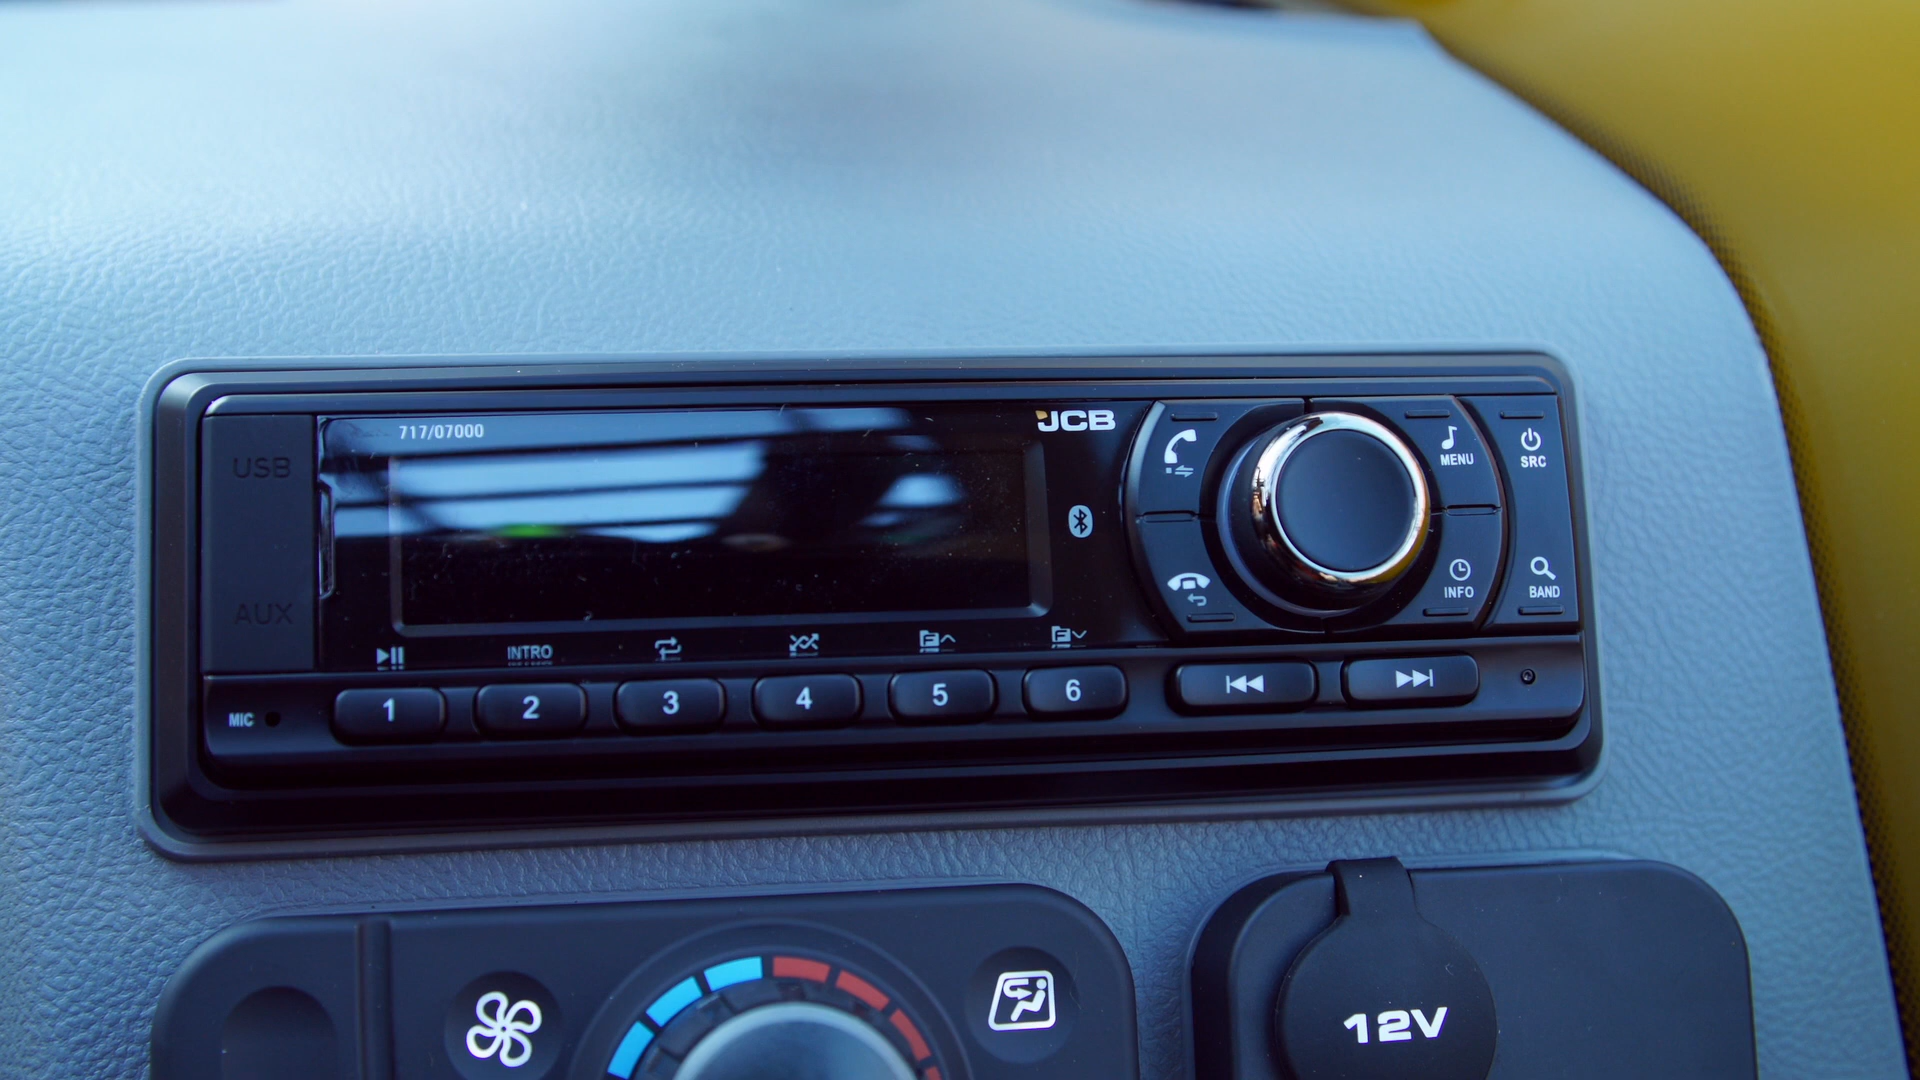 717/07000
JCB
USB
AUX
MENU
SRC
INFO
BAND
INTRO
MIC
1
2
3
4
5
6
12V